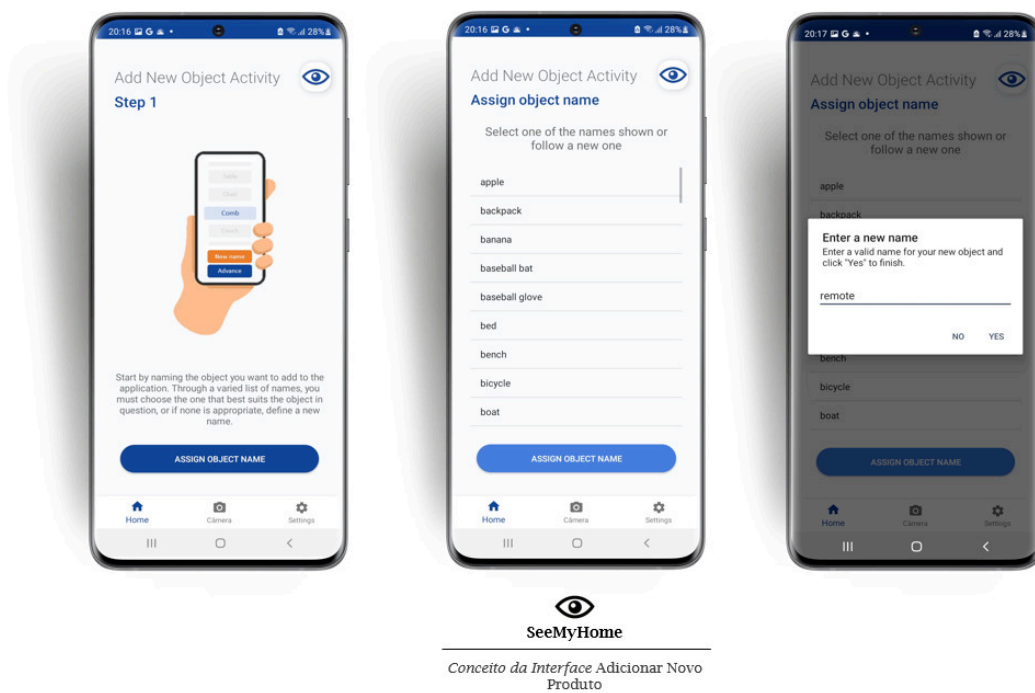 20:16 G 28%
Add New Object Activity
Step 1
Table
Chair
Comb
Couch
New name
Advance
Start by naming the object you want to add to the
application. Through a varied list of names, you
must choose the one that best suits the object in
question, or if none is appropriate, define a new
name.
ASSIGN OBJECT NAME
Home Câmera Settings
20:16 G 28%
Add New Object Activity
Assign object name
Select one of the names shown or
follow a new one
apple
backpack
banana
baseball bat
baseball glove
bed
bench
bicycle
boat
ASSIGN OBJECT NAME
Home Câmera Settings
20:17 G 28%
Add New Object Activity
Assign object name
Select one of the names shown or
follow a new one
apple
backpack
Enter a new name
Enter a valid name for your new object and
click "Yes" to finish.
remote
NO YES
bench
bicycle
boat
ASSIGN OBJECT NAME
Home Câmera Settings
SeeMyHome
Conceito da Interface Adicionar Novo
Produto